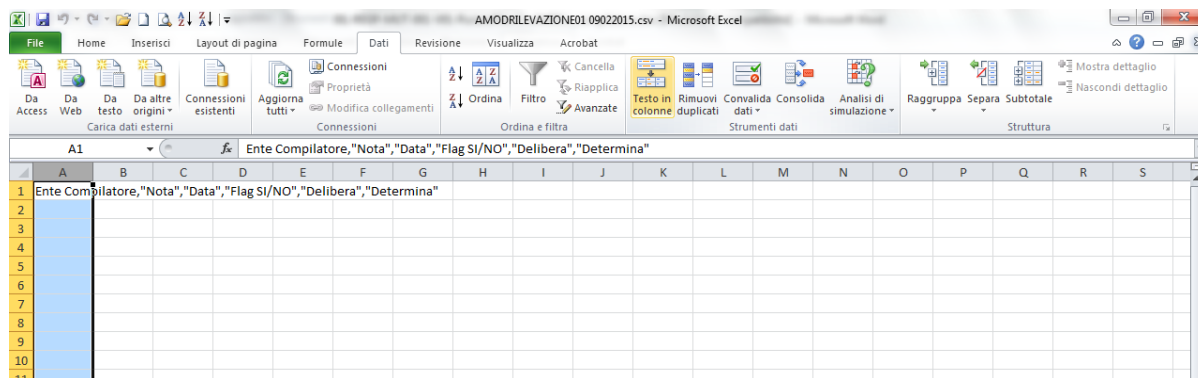 AMODRILEVAZIONE01 09022015.csv - Microsoft Excel
File Home Inserisci Layout di pagina Formule Dati Revisione Visualizza Acrobat
Da Access
Da Web
Da testo
Da altre origini
Connessioni esistenti
Carica dati esterni
Aggiorna tutti
Connessioni
Proprietà
Modifica collegamenti
Connessioni
Ordina
Filtro
Cancella
Riapplica
Avanzate
Ordina e filtra
Testo in colonne
Rimuovi duplicati
Convalida dati
Consolida
Analisi di simulazione
Strumenti dati
Raggruppa
Separa
Subtotale
Mostra dettaglio
Nascondi dettaglio
Struttura
A1 fx Ente Compilatore,"Nota","Data","Flag SI/NO","Delibera","Determina"
A B C D E F G H I J K L M N O P Q R S
1 Ente Compilatore,"Nota","Data","Flag SI/NO","Delibera","Determina"
2
3
4
5
6
7
8
9
10
11